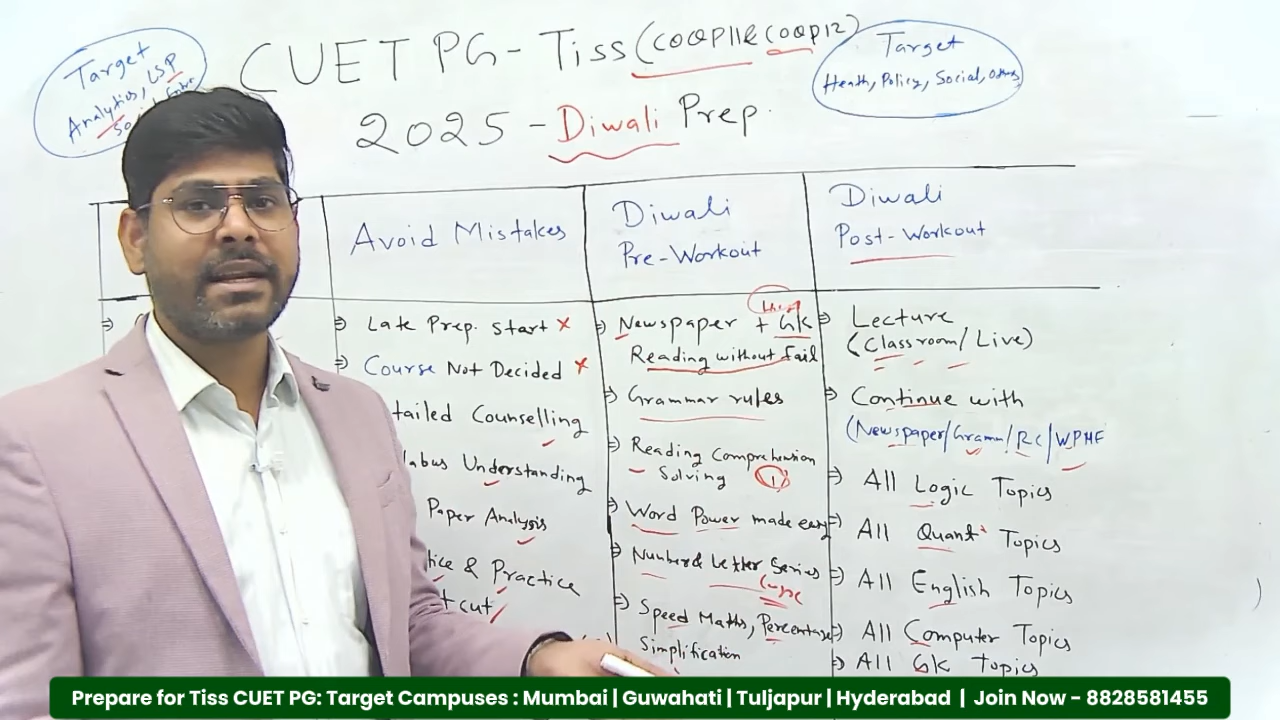 Target
Analytics, LSP
CUET PG - Tiss (COQP11 & COQP12)
2025 - Diwali Prep.
Target
Health, Policy, Social, Others
Avoid Mistakes
⇒ Late Prep. Start ×
⇒ Course Not Decided ×
tailed Counselling
labus Understanding
Paper Analysis
tice & Practice
t cut
Diwali
Pre-Workout
⇒ Newspaper + GK
Reading without fail
⇒ Grammar rules
⇒ Reading Comprehension
Solving ①
⇒ Word Power made easy
⇒ Number & Letter Series
⇒ Speed Maths, Percentage
Simplification
Diwali
Post-Workout
⇒ Lecture
(Classroom / Live)
⇒ Continue with
(Newspaper/Gramm/RC/WPME
⇒ All Logic Topics
⇒ All Quant Topics
⇒ All English Topics
⇒ All Computer Topics
⇒ All GK Topics
Prepare for Tiss CUET PG: Target Campuses : Mumbai | Guwahati | Tuljapur | Hyderabad | Join Now - 8828581455